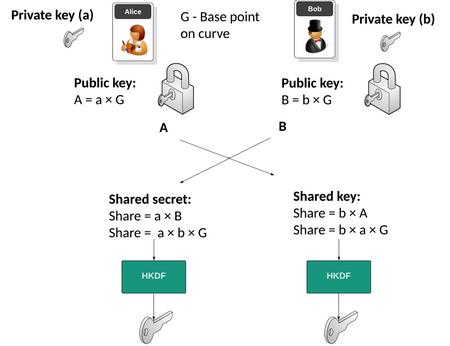 Private key (a)
Alice
G - Base point
on curve
Bob
Private key (b)
Public key:
A = a × G
Public key:
B = b × G
A
B
Shared secret:
Share = a × B
Share =  a × b × G
Shared key:
Share = b × A
Share = b × a × G
HKDF
HKDF